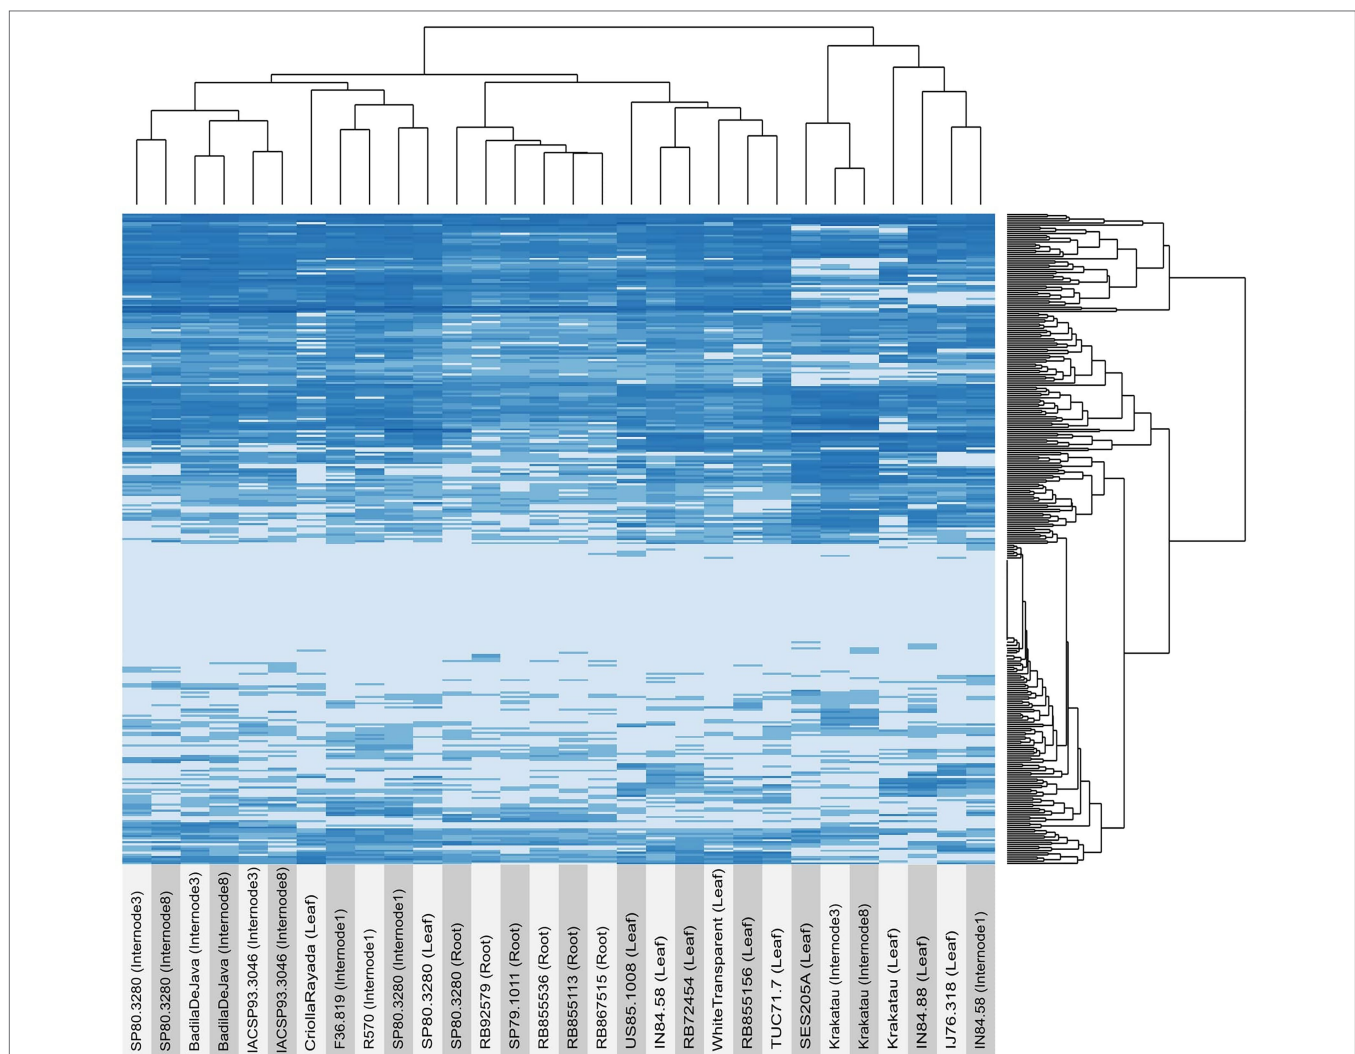 SP80.3280 (Internode3)
SP80.3280 (Internode8)
BadilaDeJava (Internode3)
BadilaDeJava (Internode8)
IACSP93.3046 (Internode3)
IACSP93.3046 (Internode8)
CriollaRayada (Leaf)
F36.819 (Internode1)
R570 (Internode1)
SP80.3280 (Internode1)
SP80.3280 (Leaf)
SP80.3280 (Root)
RB92579 (Root)
SP79.1011 (Root)
RB855536 (Root)
RB855113 (Root)
RB867515 (Root)
US85.1008 (Leaf)
IN84.58 (Leaf)
RB72454 (Leaf)
WhiteTransparent (Leaf)
RB855156 (Leaf)
TUC71.7 (Leaf)
SES205A (Leaf)
Krakatau (Internode3)
Krakatau (Internode8)
Krakatau (Leaf)
IN84.88 (Leaf)
IJ76.318 (Leaf)
IN84.58 (Internode1)